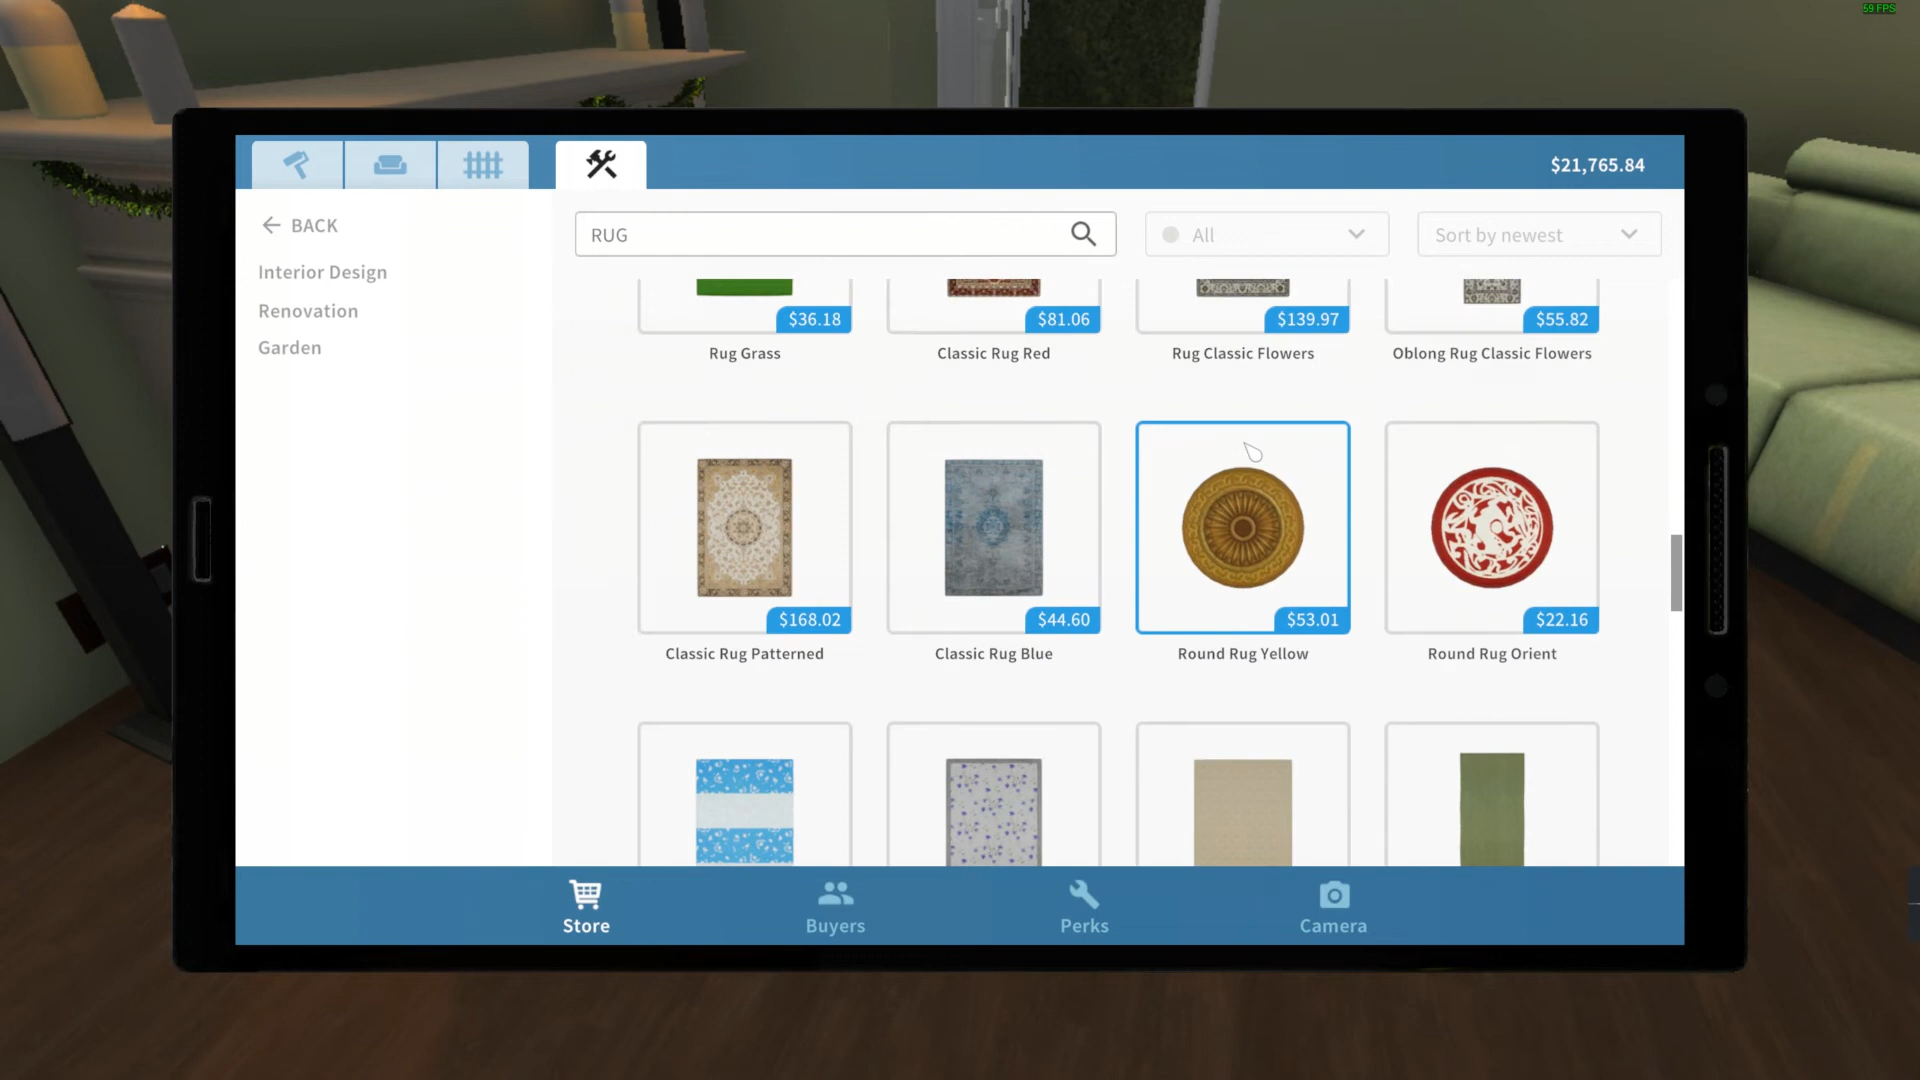 59 FPS
$21,765.84
BACK
RUG
All
Sort by newest
Interior Design
Renovation
Garden
$36.18
$81.06
$139.97
$55.82
Rug Grass
Classic Rug Red
Rug Classic Flowers
Oblong Rug Classic Flowers
$168.02
$44.60
$53.01
$22.16
Classic Rug Patterned
Classic Rug Blue
Round Rug Yellow
Round Rug Orient
Store
Buyers
Perks
Camera